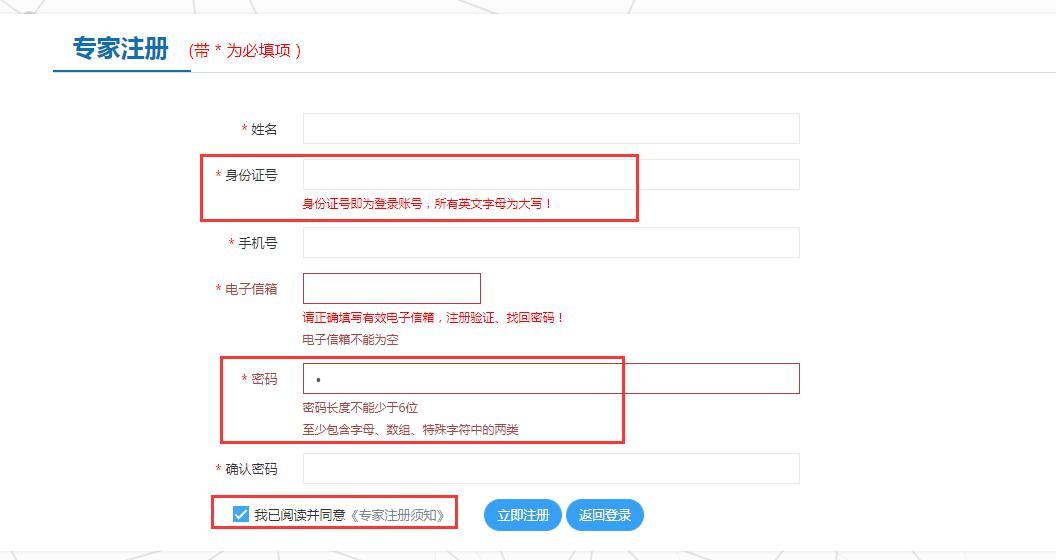 专家注册 (带 * 为必填项 )
* 姓名
* 身份证号
身份证号即为登录账号，所有英文字母为大写！
* 手机号
* 电子信箱
请正确填写有效电子信箱，注册验证、找回密码！
电子信箱不能为空
* 密码 •
密码长度不能少于6位
至少包含字母、数组、特殊字符中的两类
* 确认密码
我已阅读并同意《专家注册须知》 立即注册 返回登录